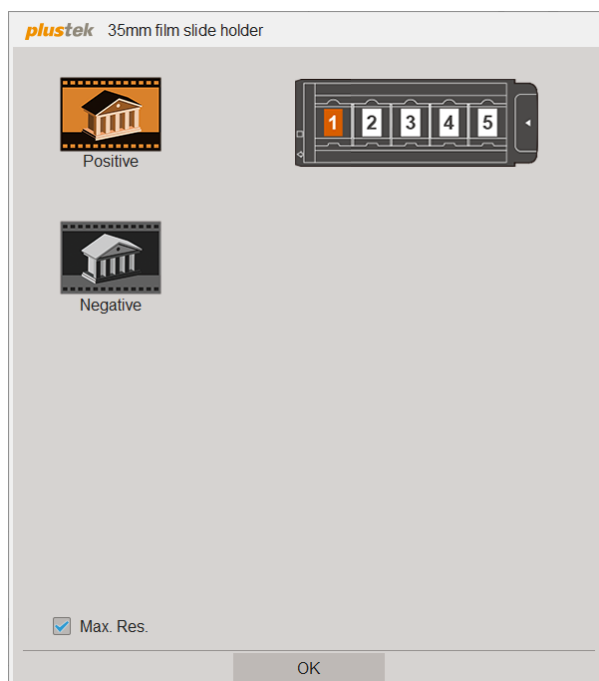 plustek 35mm film slide holder
1 2 3 4 5
Positive
Negative
Max. Res.
OK